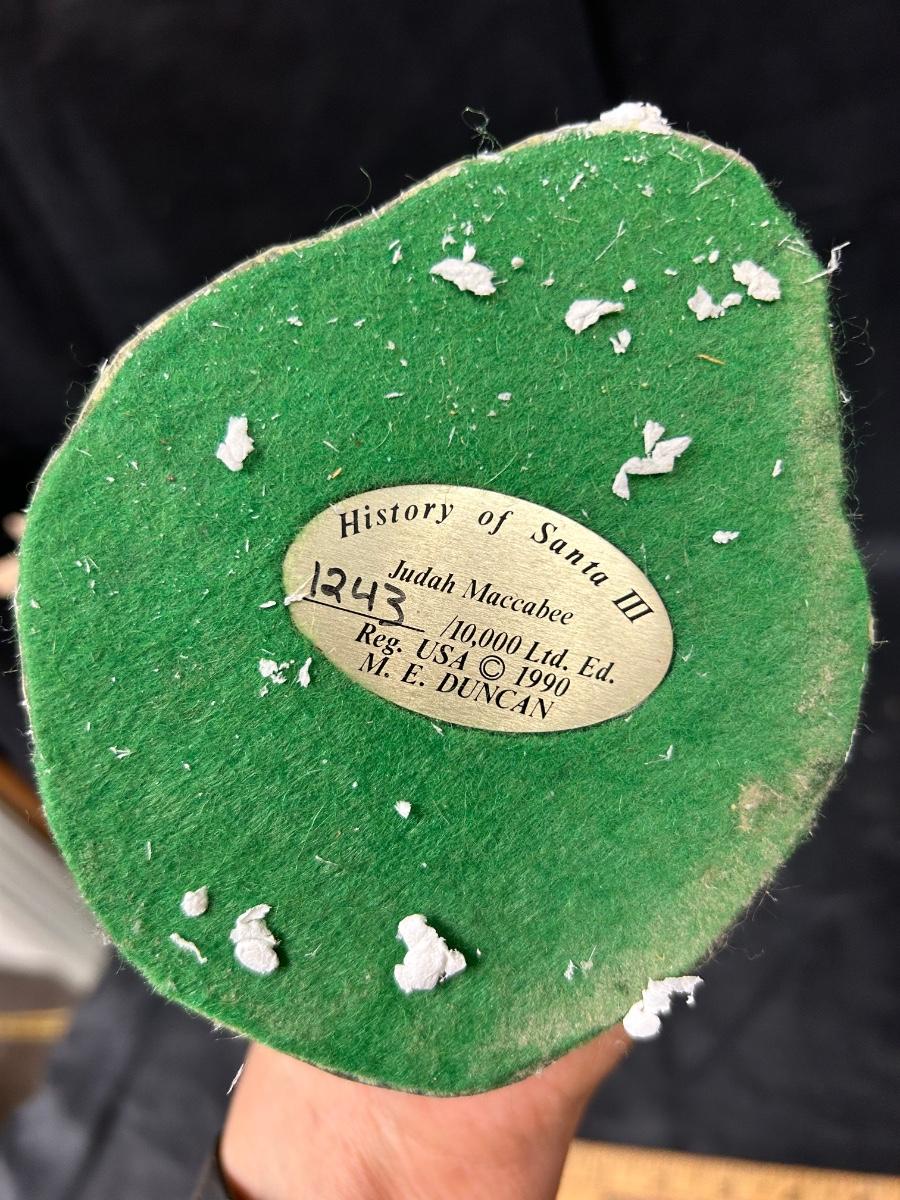 History of Santa III
Judah Maccabee
1243 /10,000 Ltd. Ed.
Reg. USA © 1990
M. E. DUNCAN